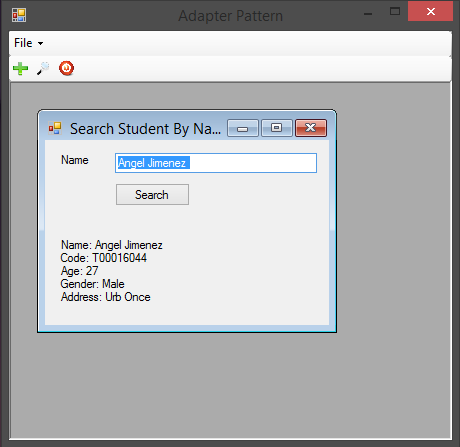 Adapter Pattern
File
Search Student By Na...
Name
Angel Jimenez
Search
Name: Angel Jimenez
Code: T00016044
Age: 27
Gender: Male
Address: Urb Once